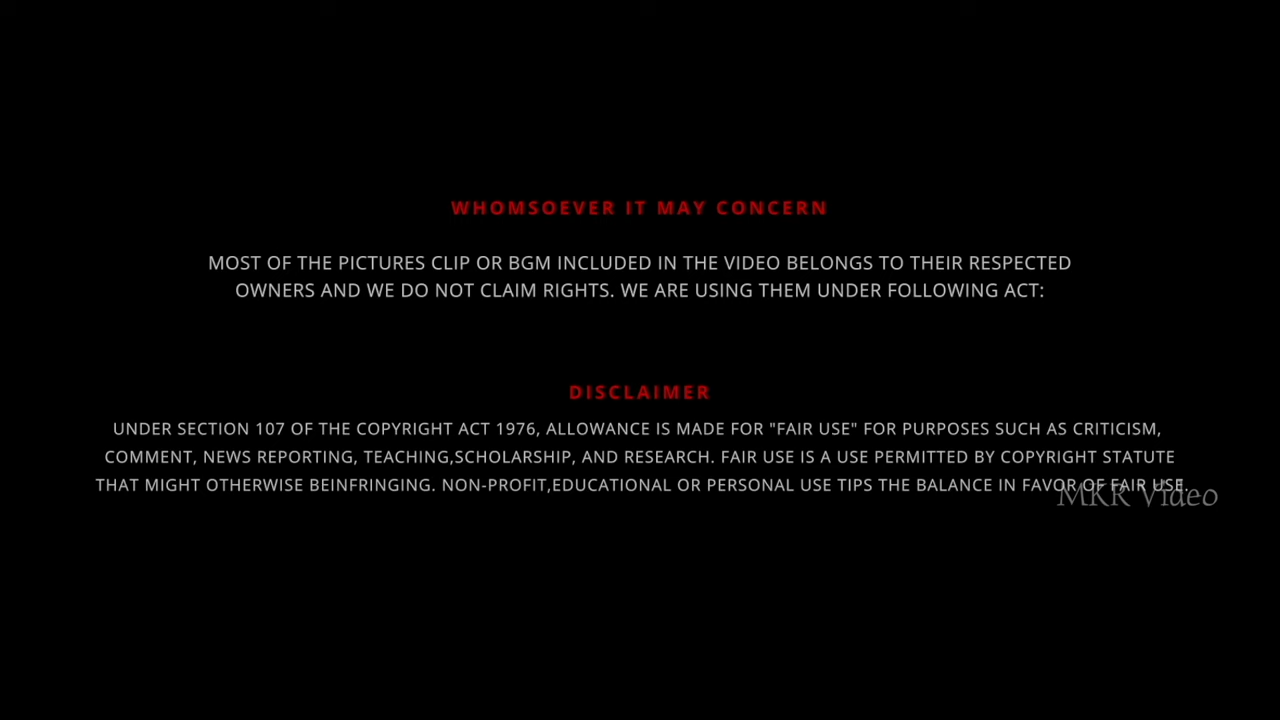 WHOMSOEVER IT MAY CONCERN
MOST OF THE PICTURES CLIP OR BGM INCLUDED IN THE VIDEO BELONGS TO THEIR RESPECTED
OWNERS AND WE DO NOT CLAIM RIGHTS. WE ARE USING THEM UNDER FOLLOWING ACT:
DISCLAIMER
UNDER SECTION 107 OF THE COPYRIGHT ACT 1976, ALLOWANCE IS MADE FOR "FAIR USE" FOR PURPOSES SUCH AS CRITICISM,
COMMENT, NEWS REPORTING, TEACHING,SCHOLARSHIP, AND RESEARCH. FAIR USE IS A USE PERMITTED BY COPYRIGHT STATUTE
THAT MIGHT OTHERWISE BEINFRINGING. NON-PROFIT,EDUCATIONAL OR PERSONAL USE TIPS THE BALANCE IN FAVOR OF FAIR USE.
MKR Video